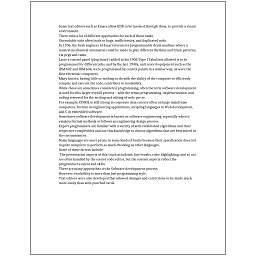 Some text editors such as Emacs allow GDB to be invoked through them, to provide a visual
environment.
There exist a lot of different approaches for each of those tasks.
Unreadable code often leads to bugs, inefficiencies, and duplicated code.
In 1206, the Arab engineer Al-Jazari invented a programmable drum machine where a
musical mechanical automaton could be made to play different rhythms and drum patterns,
via pegs and cams.
Later a control panel (plug board) added to his 1906 Type I Tabulator allowed it to be
programmed for different jobs, and by the late 1940s, unit record equipment such as the
IBM 602 and IBM 604, were programmed by control panels in a similar way, as were the
first electronic computers.
Many factors, having little or nothing to do with the ability of the computer to efficiently
compile and execute the code, contribute to readability.
While these are sometimes considered programming, often the term software development
is used for this larger overall process – with the terms programming, implementation, and
coding reserved for the writing and editing of code per se.
For example, COBOL is still strong in corporate data centers often on large mainframe
computers, Fortran in engineering applications, scripting languages in Web development,
and C in embedded software.
Sometimes software development is known as software engineering, especially when it
employs formal methods or follows an engineering design process.
Expert programmers are familiar with a variety of well-established algorithms and their
respective complexities and use this knowledge to choose algorithms that are best suited to
the circumstances.
Some languages are more prone to some kinds of faults because their specification does not
require compilers to perform as much checking as other languages.
Some of these factors include:
The presentation aspects of this (such as indents, line breaks, color highlighting, and so on)
are often handled by the source code editor, but the content aspects reflect the
programmer's talent and skills.
There are many approaches to the Software development process.
However, readability is more than just programming style.
Text editors were also developed that allowed changes and corrections to be made much
more easily than with punched cards.